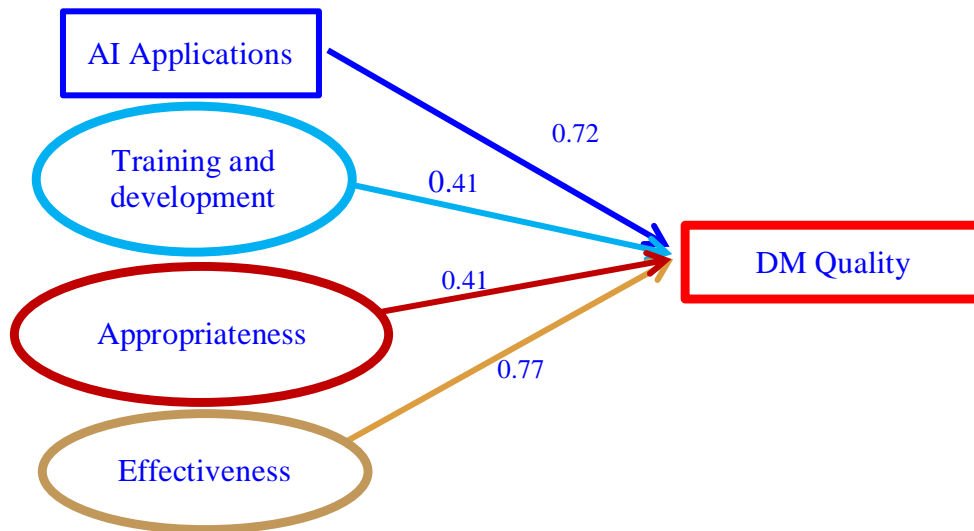 AI Applications
0.72
Training and
development
0.41
DM Quality
0.41
Appropriateness
0.77
Effectiveness